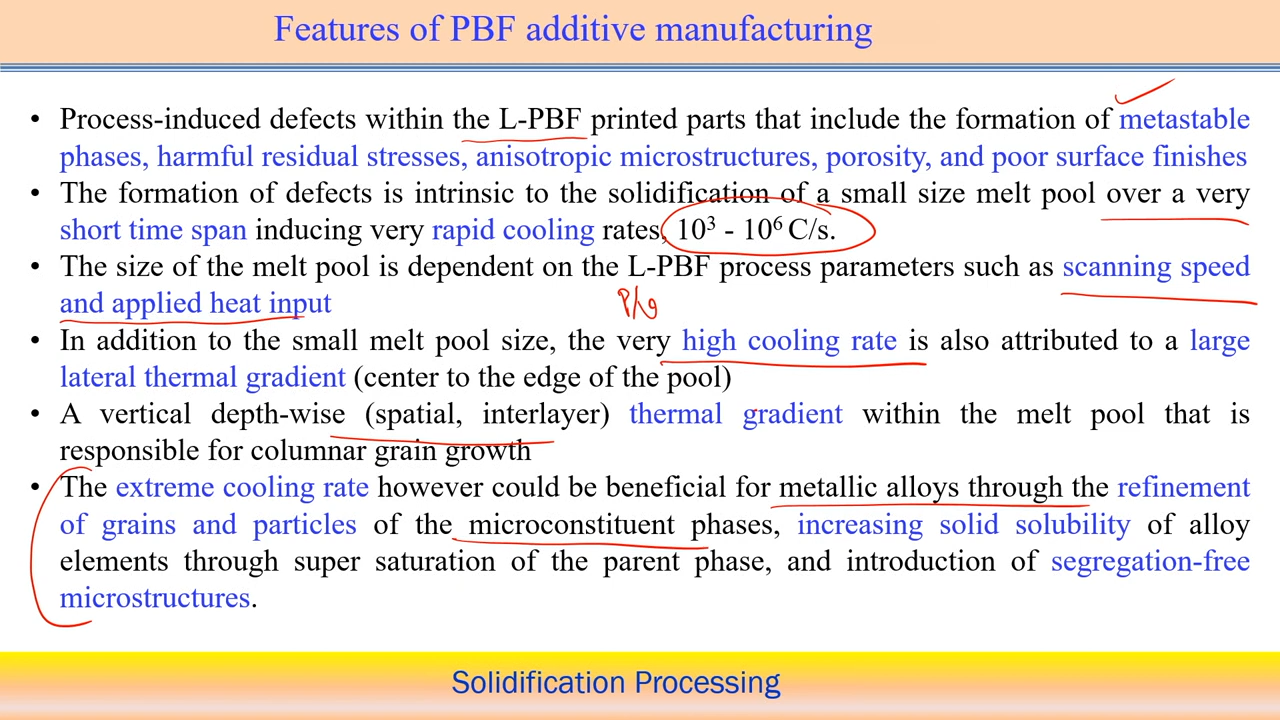 Features of PBF additive manufacturing
• Process-induced defects within the L-PBF printed parts that include the formation of metastable
phases, harmful residual stresses, anisotropic microstructures, porosity, and poor surface finishes
• The formation of defects is intrinsic to the solidification of a small size melt pool over a very
short time span inducing very rapid cooling rates, 10³ - 10⁶ C/s.
• The size of the melt pool is dependent on the L-PBF process parameters such as scanning speed
and applied heat input
• In addition to the small melt pool size, the very high cooling rate is also attributed to a large
lateral thermal gradient (center to the edge of the pool)
• A vertical depth-wise (spatial, interlayer) thermal gradient within the melt pool that is
responsible for columnar grain growth
• The extreme cooling rate however could be beneficial for metallic alloys through the refinement
of grains and particles of the microconstituent phases, increasing solid solubility of alloy
elements through super saturation of the parent phase, and introduction of segregation-free
microstructures.
Solidification Processing